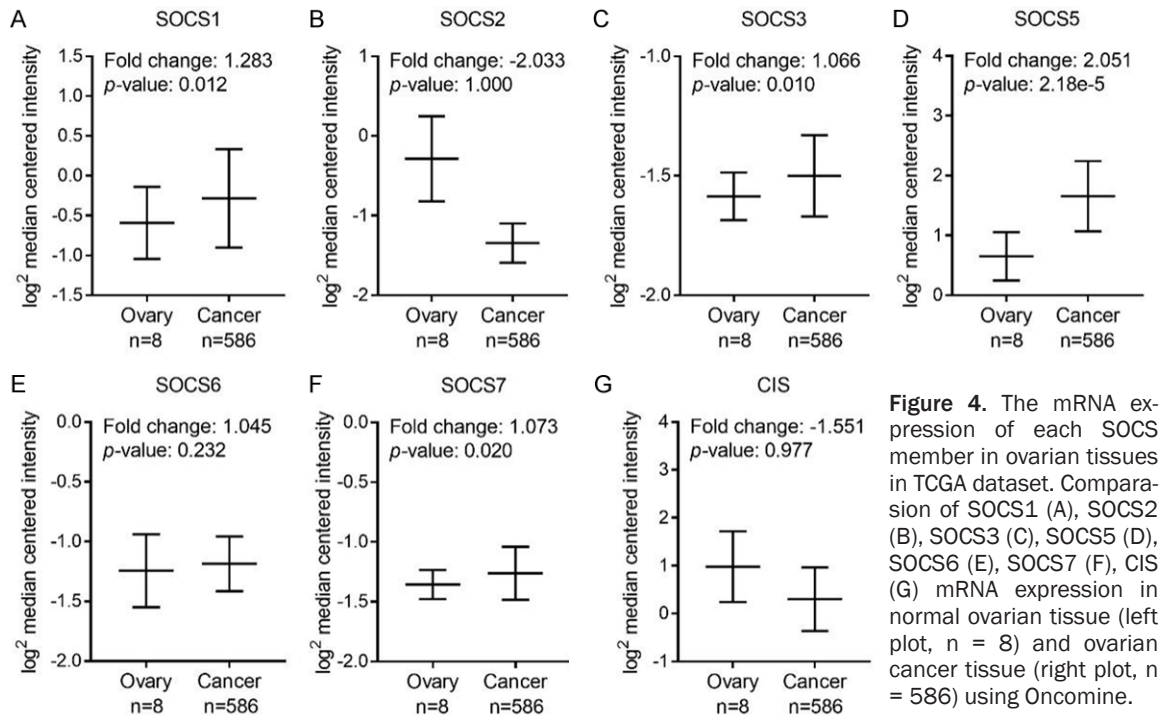 A SOCS1
Fold change: 1.283
p-value: 0.012
log² median centered intensity
1.5
1.0
0.5
0.0
-0.5
-1.0
-1.5
Ovary Cancer
n=8 n=586
B SOCS2
Fold change: -2.033
p-value: 1.000
log² median centered intensity
1
0
-1
-2
Ovary Cancer
n=8 n=586
C SOCS3
Fold change: 1.066
p-value: 0.010
log² median centered intensity
-1.0
-1.5
-2.0
Ovary Cancer
n=8 n=586
D SOCS5
Fold change: 2.051
p-value: 2.18e-5
log² median centered intensity
5
4
3
2
1
0
Ovary Cancer
n=8 n=586
E SOCS6
Fold change: 1.045
p-value: 0.232
log² median centered intensity
0.0
-0.5
-1.0
-1.5
-2.0
Ovary Cancer
n=8 n=586
F SOCS7
Fold change: 1.073
p-value: 0.020
log² median centered intensity
0.0
-0.5
-1.0
-1.5
-2.0
Ovary Cancer
n=8 n=586
G CIS
Fold change: -1.551
p-value: 0.977
log² median centered intensity
4
3
2
1
0
-1
Ovary Cancer
n=8 n=586
Figure 4. The mRNA ex-
pression of each SOCS
member in ovarian tissues
in TCGA dataset. Compara-
sion of SOCS1 (A), SOCS2
(B), SOCS3 (C), SOCS5 (D),
SOCS6 (E), SOCS7 (F), CIS
(G) mRNA expression in
normal ovarian tissue (left
plot, n = 8) and ovarian
cancer tissue (right plot, n
= 586) using Oncomine.